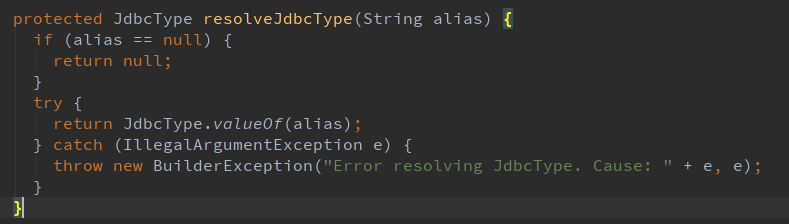 protected JdbcType resolveJdbcType(String alias) {
  if (alias == null) {
    return null;
  }
  try {
    return JdbcType.valueOf(alias);
  } catch (IllegalArgumentException e) {
    throw new BuilderException("Error resolving JdbcType. Cause: " + e, e);
  }
}